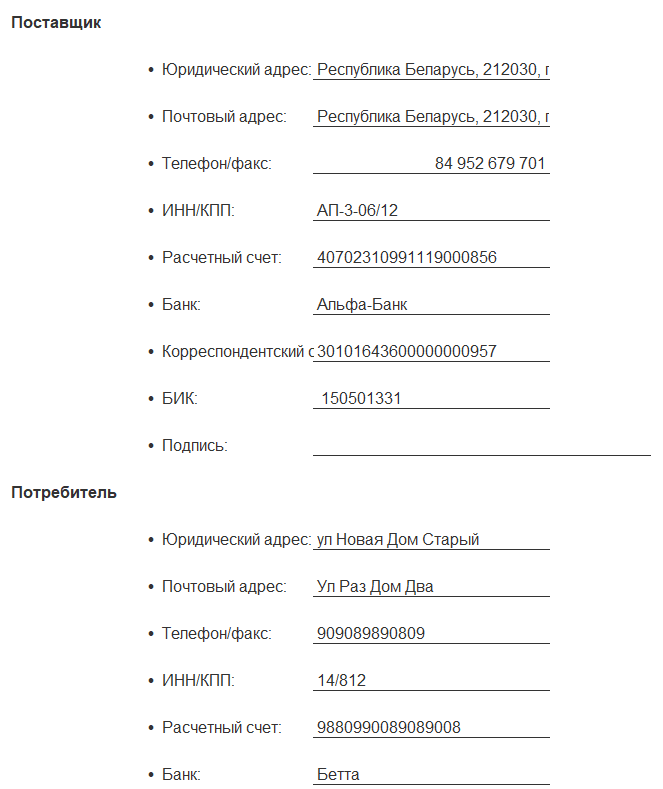 Поставщик
• Юридический адрес: Республика Беларусь, 212030, г
• Почтовый адрес: Республика Беларусь, 212030, г
• Телефон/факс: 84 952 679 701
• ИНН/КПП: АП-3-06/12
• Расчетный счет: 40702310991119000856
• Банк: Альфа-Банк
• Корреспондентский с 30101643600000000957
• БИК: 150501331
• Подпись:
Потребитель
• Юридический адрес: ул Новая Дом Старый
• Почтовый адрес: Ул Раз Дом Два
• Телефон/факс: 909089890809
• ИНН/КПП: 14/812
• Расчетный счет: 9880990089089008
• Банк: Бетта